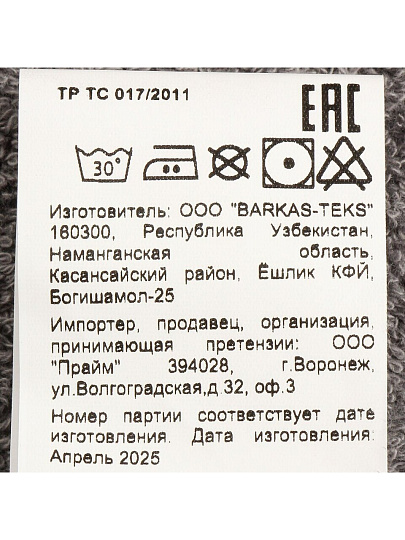 ТР ТС 017/2011
EAC
30°
Изготовитель: ООО "BARKAS-TEKS"
160300, Республика Узбекистан,
Наманганская область,
Касансайский район, Ёшлик КФЙ,
Богишамол-25
Импортер, продавец, организация,
принимающая претензии: ООО
"Прайм" 394028, г.Воронеж,
ул.Волгоградская,д.32, оф.3
Номер партии соответствует дате
изготовления. Дата изготовления:
Апрель 2025